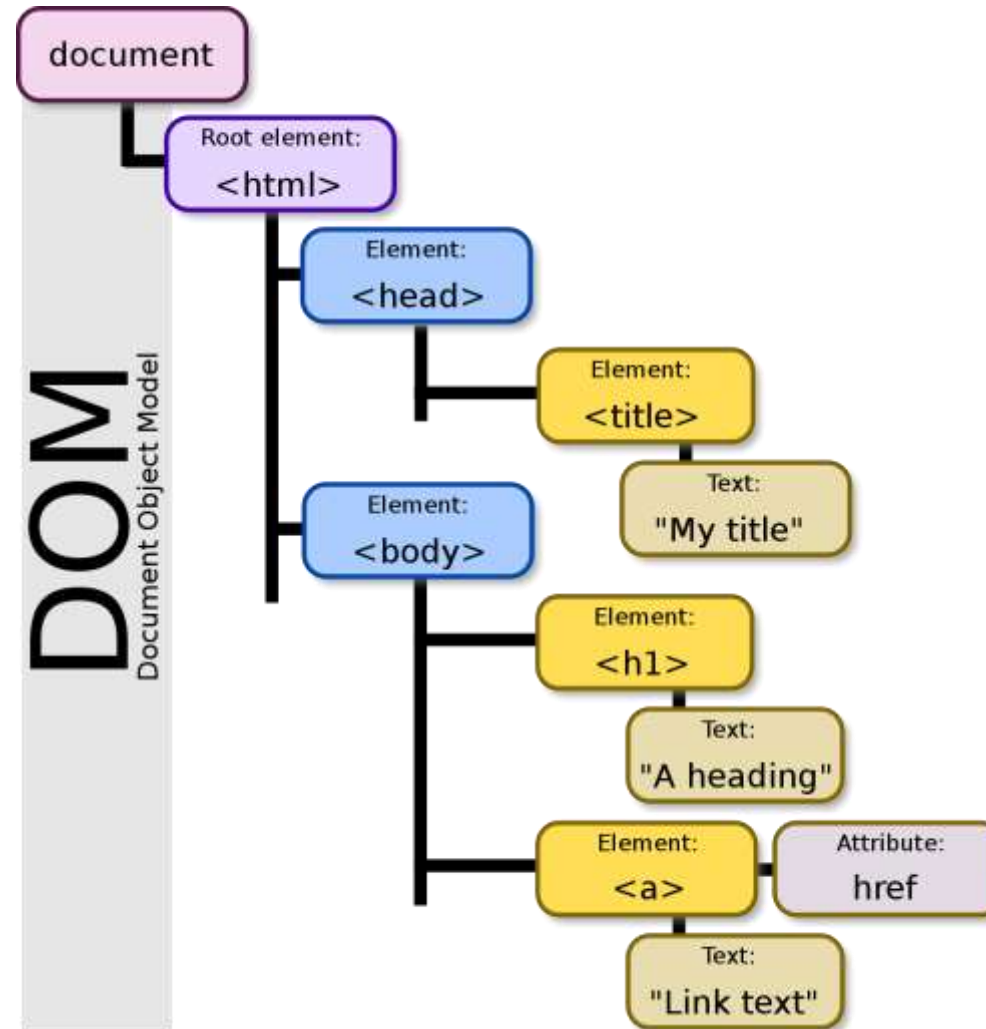 document
Root element:
<html>
Element:
<head>
Element:
<title>
Text:
"My title"
Element:
<body>
Element:
<h1>
Text:
"A heading"
Element:
<a>
Attribute:
href
Text:
"Link text"
DOM
Document Object Model